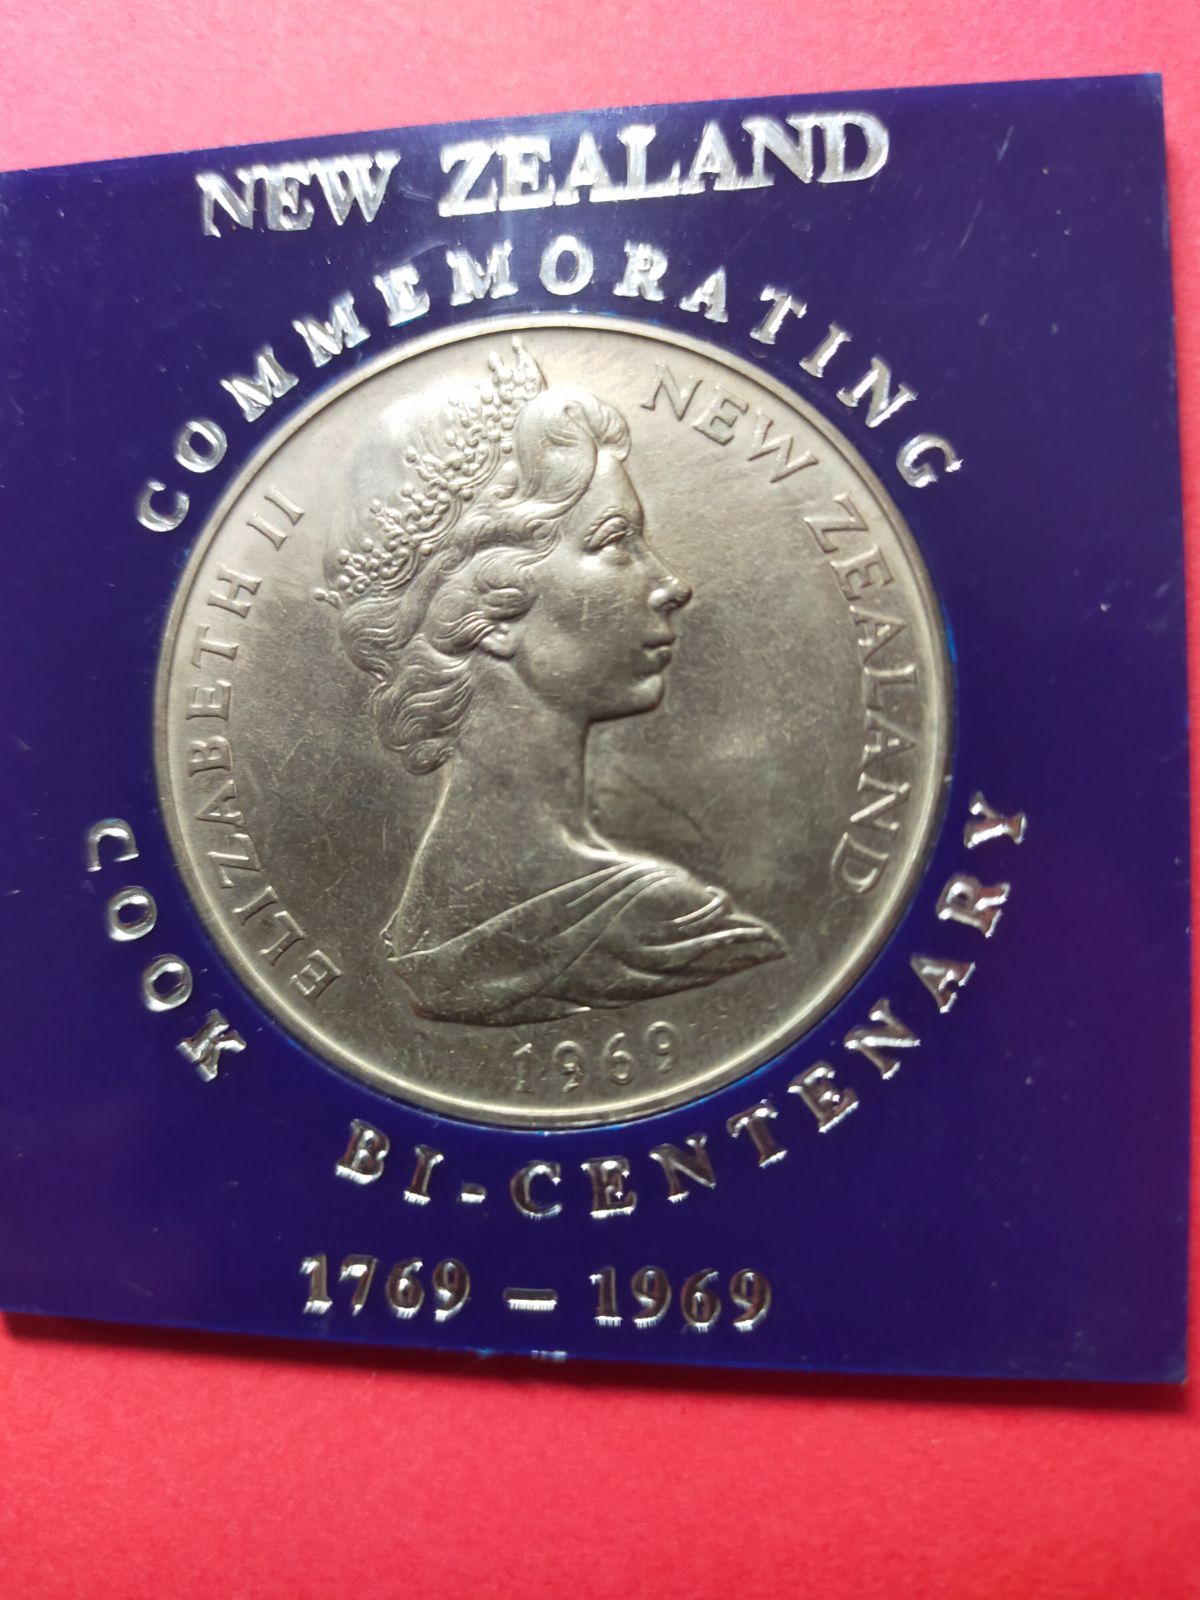 NEW ZEALAND
COMMEMORATING
ELIZABETH II
NEW ZEALAND
1969
COOK BI-CENTENARY
1769 - 1969